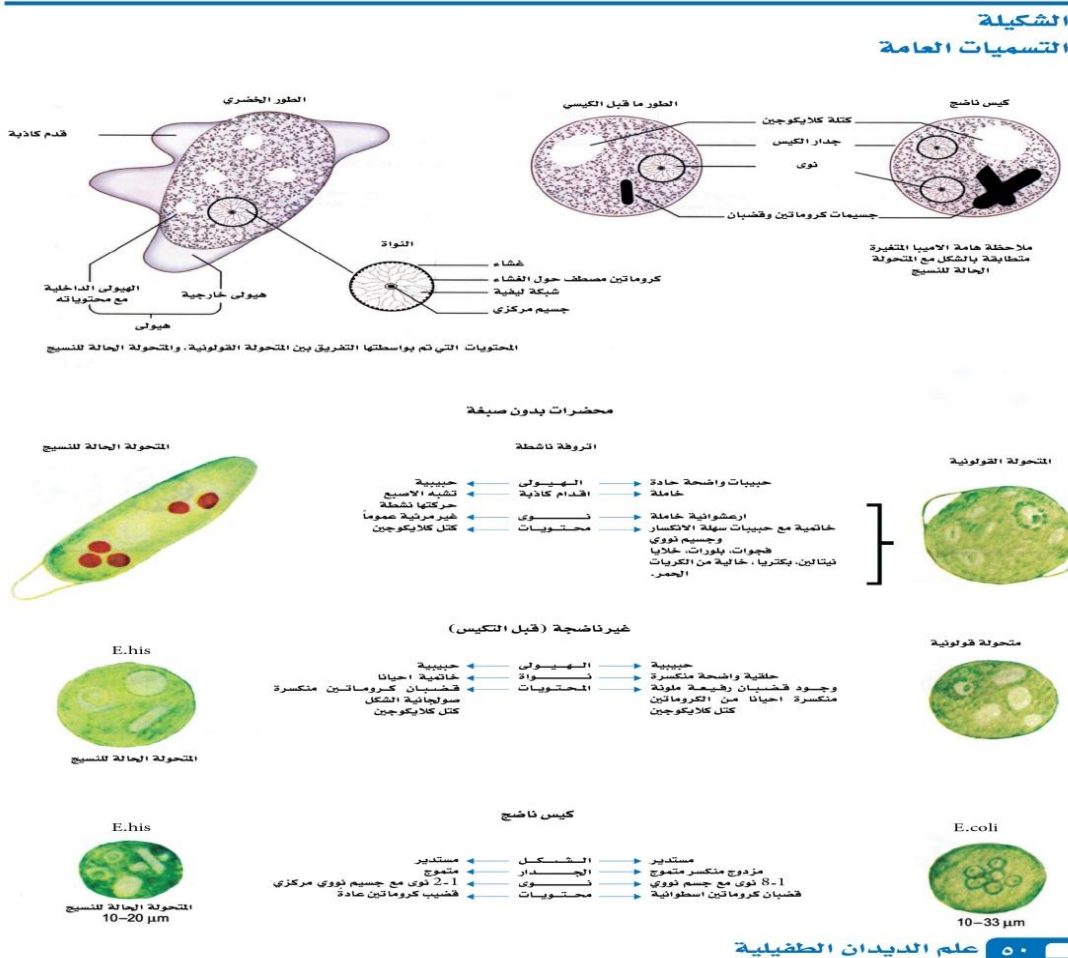 الشكيلة
التسميات العامة
كيس ناضج
الطور ما قبل الكيسي
الطور الخضري
كتلة كلايكوجين
جدار الكيس
نوى
جسيمات كروماتين وقضبان
قدم كاذبة
ملاحظة هامة الاميبا المتغيرة
متطابقة بالشكل مع المتحولة
الحالة للنسيج
النواة
غشاء
كروماتين مصطف حول الغشاء
شبكة ليفية
جسيم مركزي
هيولى خارجية
الهيولى الداخلية
مع محتوياته
هيولى
المحتويات التي تم بواسطتها التفريق بين المتحولة القولونية، والمتحولة الحالة للنسيج
محضرات بدون صبغة
المتحولة القولونية
اتروفة ناشطة
المتحولة الحالة للنسيج
حبيبات واضحة حادة الهيولى حبيبية
خاملة اقدام كاذبة تشبه الاصبع
حركتها نشطة
ارعشوانية خاملة نوى غير مرئية عموماً
خاتمية مع حبيبات سهلة الانكسار محتويات كتل كلايكوجين
وجسيم نووي
فجوات، بلورات، خلايا
نيتالين، بكتريا، خالية من الكريات
الحمر.
غير ناضجة (قبل التكيس)
متحولة قولونية
E.his
حبيبية الهيولى حبيبية
حلقية واضحة منكسرة نواة خاتمية احيانا
وجود قضبان رفيعة ملونة المحتويات قضبان كروماتين منكسرة
منكسرة احيانا من الكروماتين صولجانية الشكل
كتل كلايكوجين كتل كلايكوجين
المتحولة الحالة للنسيج
كيس ناضج
E.coli
E.his
مستدير الشكل مستدير
مزدوج منكسر متموج الجدار متموج
8-1 نوى مع جسم نووي نوى 2-1 نوى مع جسيم نووي مركزي
قضبان كروماتين اسطوانية محتويات قضيب كروماتين عادة
10–33 µm
المتحولة الحالة للنسيج
10–20 µm
٥٠ علم الديدان الطفيلية